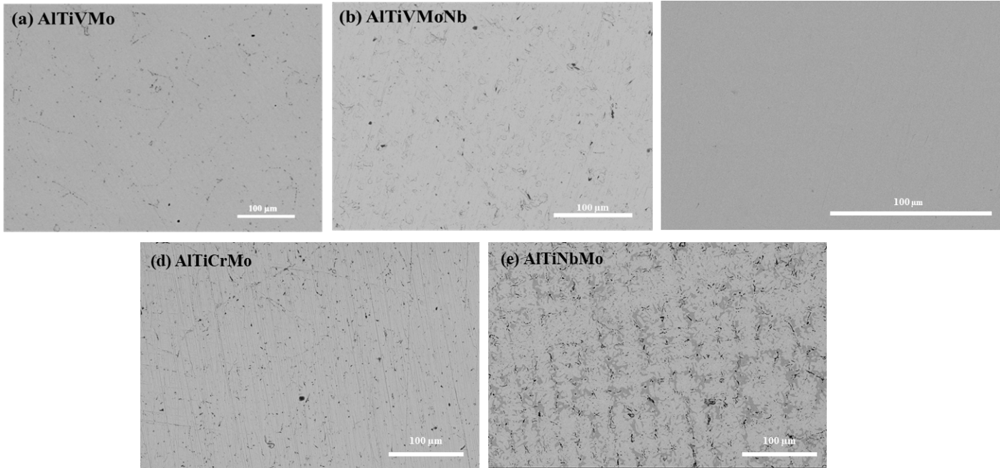 (a) AlTiVMo
100 µm
(b) AlTiVMoNb
100 µm
100 µm
(d) AlTiCrMo
100 µm
(e) AlTiNbMo
100 µm